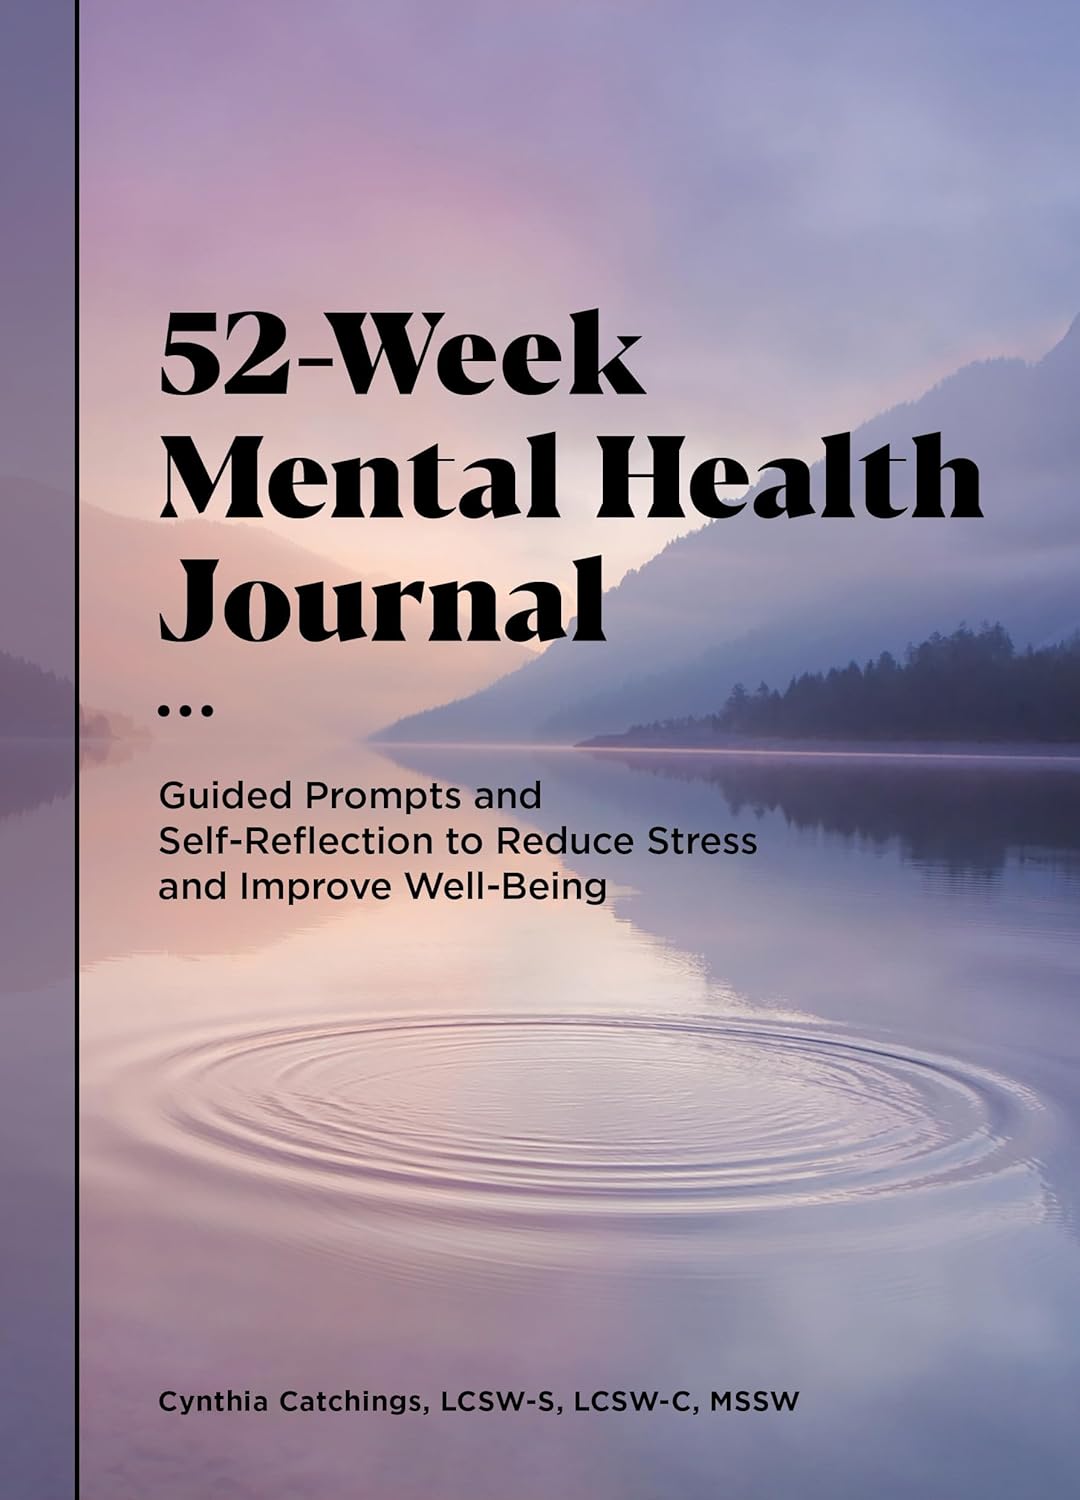 52-Week
Mental Health
Journal
...
Guided Prompts and
Self-Reflection to Reduce Stress
and Improve Well-Being
Cynthia Catchings, LCSW-S, LCSW-C, MSSW